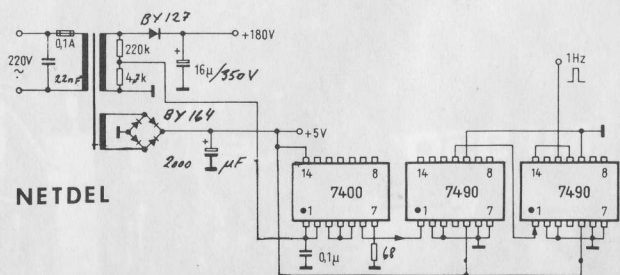 BY127
0,1A
220V
~
22nF
220k
4,7k
+180V
16µ/350V
1Hz
BY164
+5V
2000 µF
NETDEL
14 8
7400
1 7
14 8
7490
1 7
14 8
7490
1 7
0,1µ
68